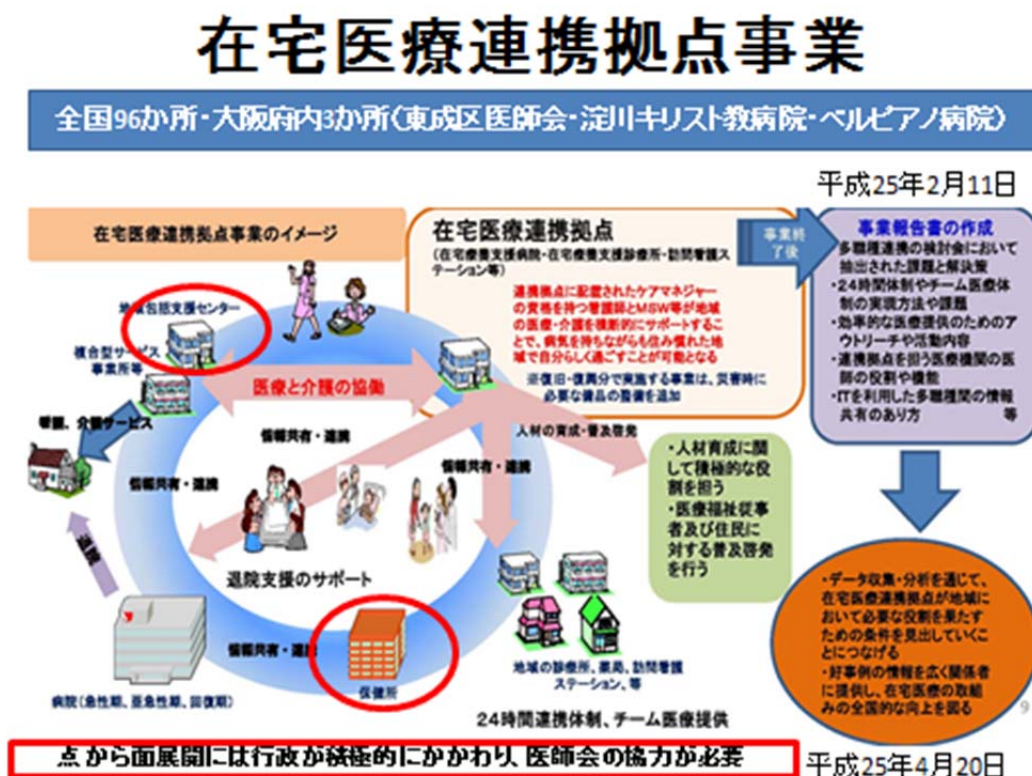 在宅医療連携拠点事業
全国96か所・大阪府内3か所(東成区医師会・淀川キリスト教病院・ベルピアノ病院)
平成25年2月11日
在宅医療連携拠点事業のイメージ
在宅医療連携拠点
(在宅療養支援病院・在宅療養支援診療所・訪問看護ス
テーション等)
連携拠点に配置されたケアマネジャー
の資格を持つ看護師とMSW等が地域
の医療・介護を横断的にサポートするこ
とで、病気を持ちながらも住み慣れた地
域で自分らしく過ごすことが可能となる
※復旧・復興分で実施する事業は、災害時に
必要な備品の整備を追加
事業終
了後
事業報告書の作成
・多職種連携の検討会において
抽出された課題と解決策
・24時間体制やチーム医療体
制の実現方法や課題
・効率的な医療提供のためのア
ウトリーチや活動内容
・連携拠点を担う医療機関の医
師の役割や機能
・ITを利用した多職種間の情報
共有のあり方 等
地域包括支援センター
複合型サービス
事業所等
医療と介護の協働
看護、介護サービス
情報共有・連携
情報共有・連携
情報共有・連携
人材の育成・普及啓発
・人材育成に関
して積極的な役
割を担う
・医療福祉従事
者及び住民に
対する普及啓発
を行う
退院
退院支援のサポート
情報共有・連携
病院(急性期、亜急性期、回復期)
保健所
地域の診療所、薬局、訪問看護
ステーション、等
24時間連携体制、チーム医療提供
・データ収集・分析を通じて、
在宅医療連携拠点が地域に
おいて必要な役割を果たす
ための条件を見出していく
ことにつなげる
・好事例の情報を広く関係者
に提供し、在宅医療の取組
みの全国的な向上を図る
9
点から面展開には行政が積極的にかかわり、医師会の協力が必要
平成25年4月20日